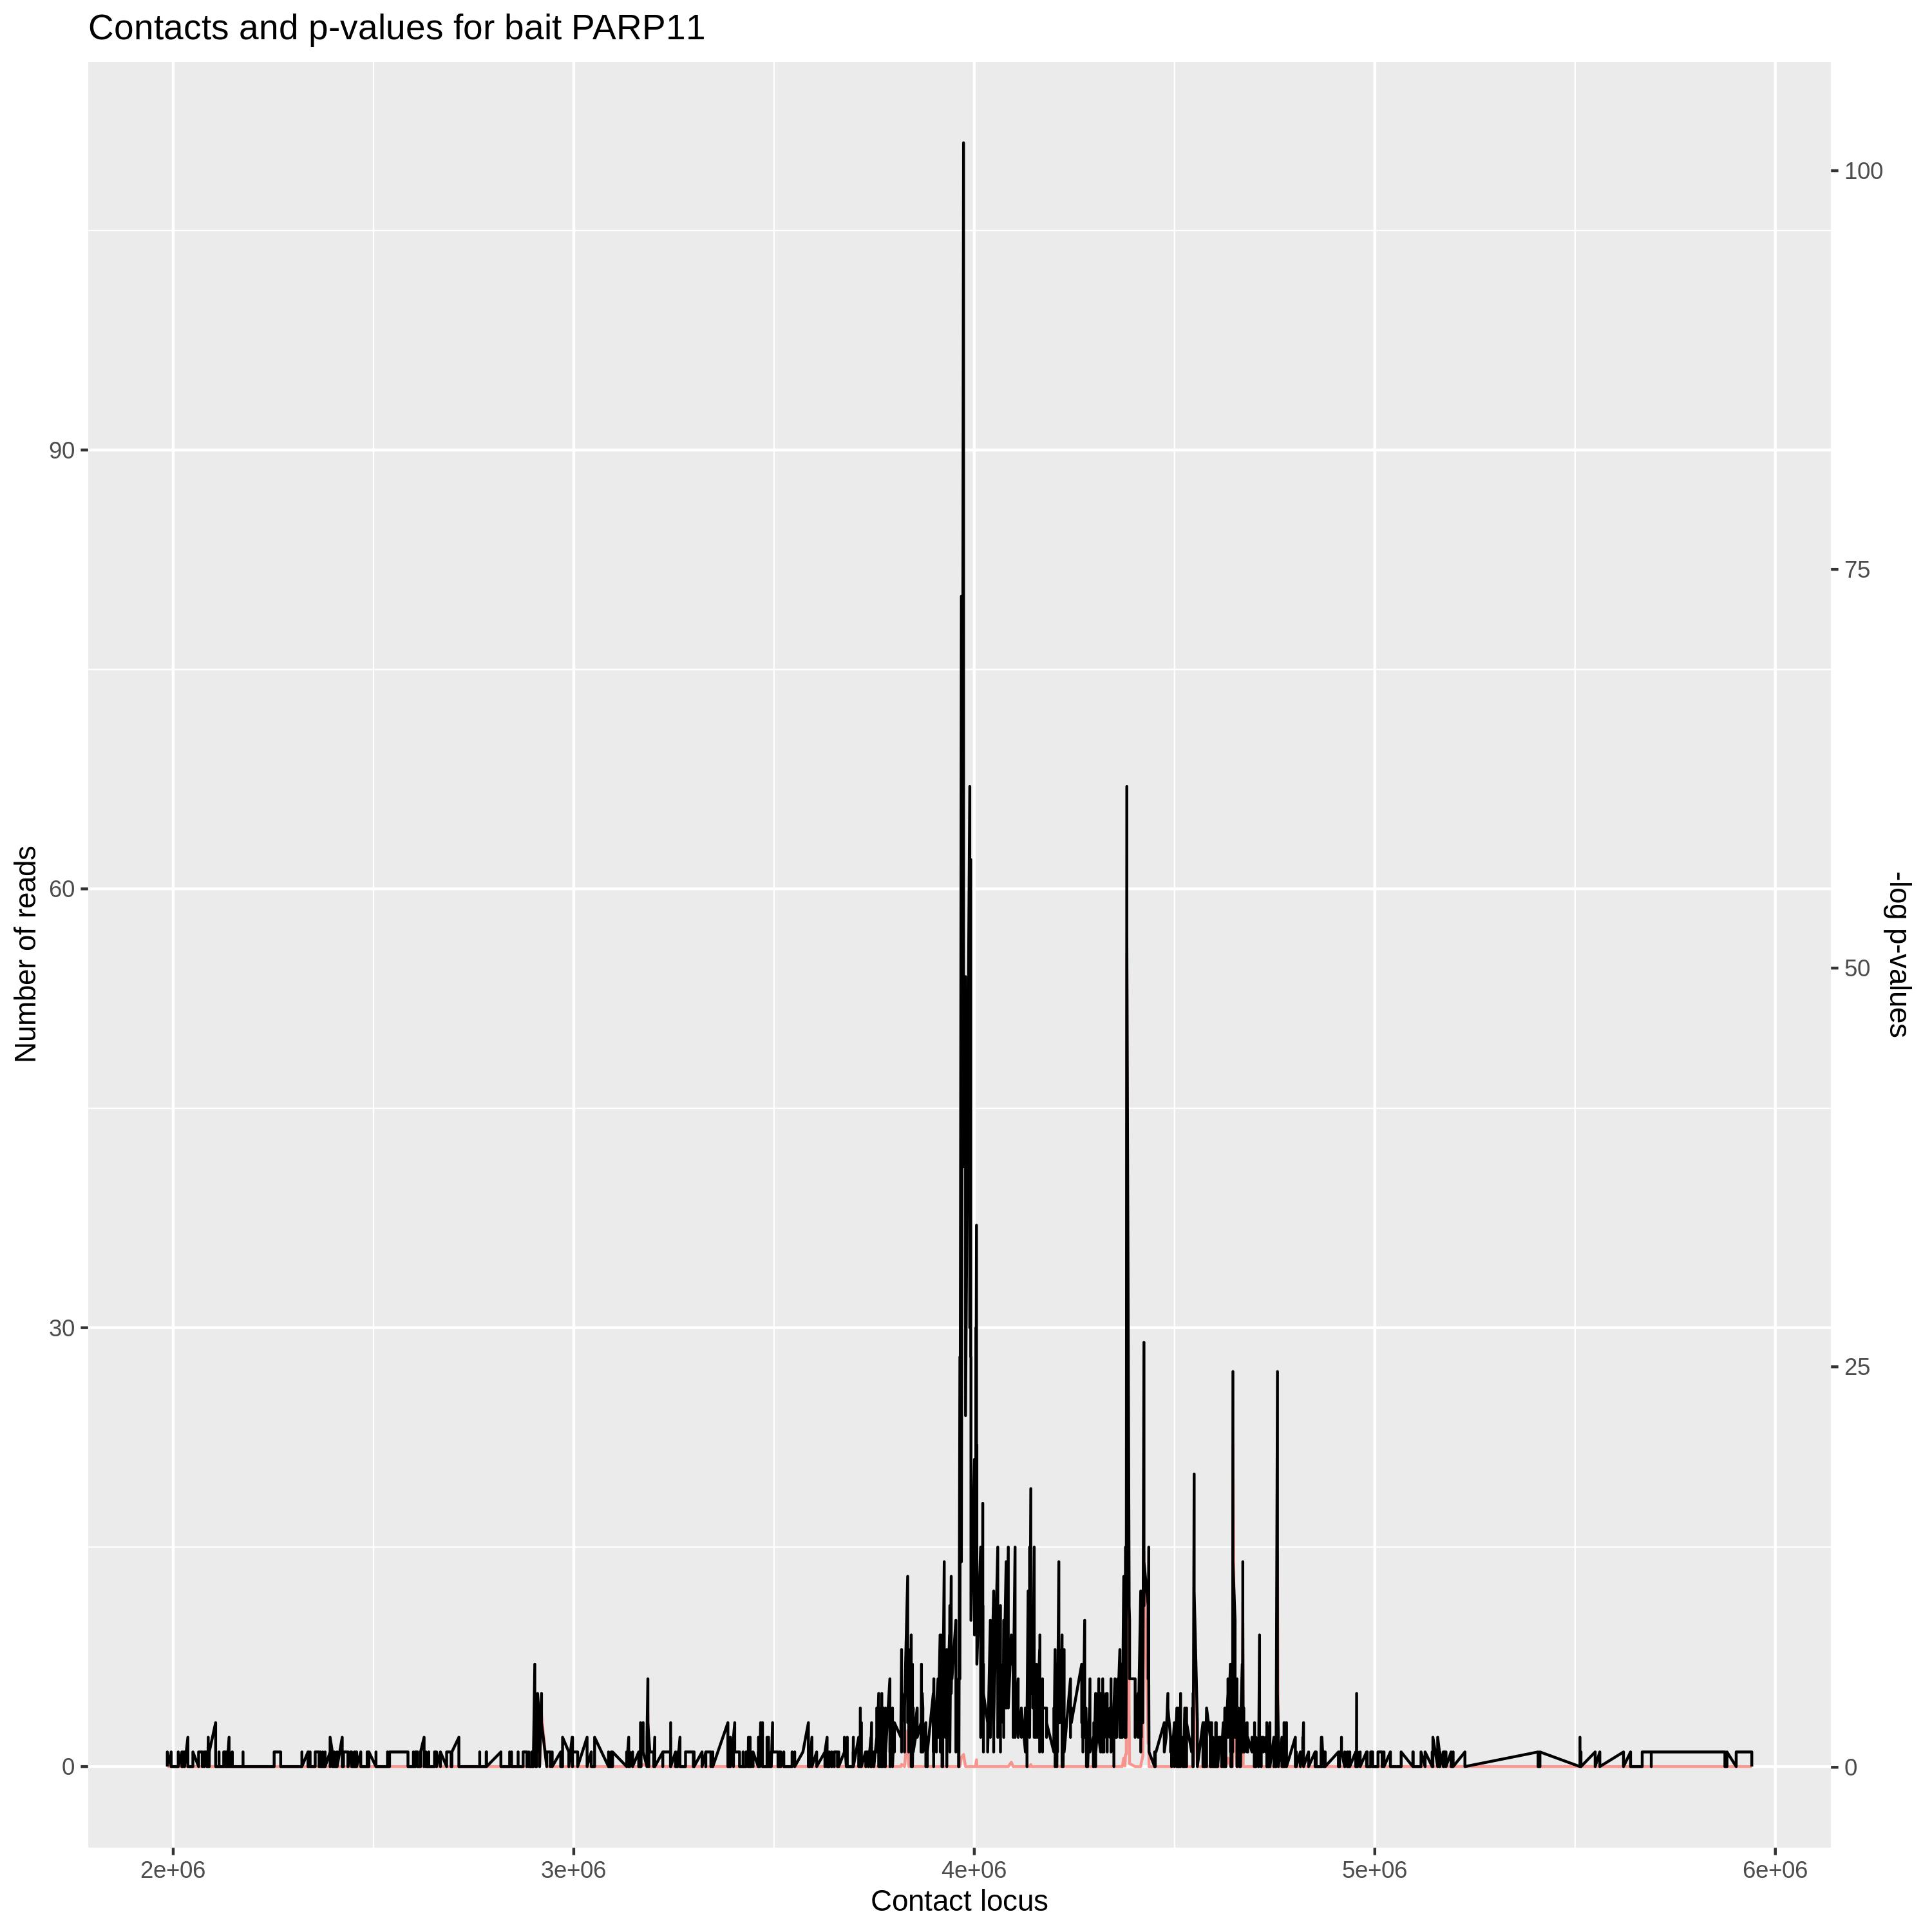 Contacts and p-values for bait PARP11
100
90
75
60
50
30
25
0
0
Number of reads
-log p-values
2e+06
3e+06
4e+06
5e+06
6e+06
Contact locus